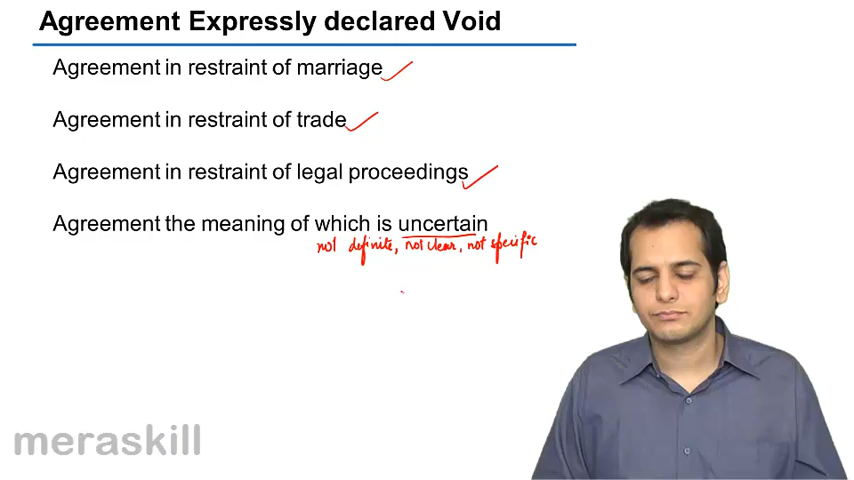 Agreement Expressly declared Void
Agreement in restraint of marriage
Agreement in restraint of trade
Agreement in restraint of legal proceedings
Agreement the meaning of which is uncertain
not definite, not clear, not specific
meraskill